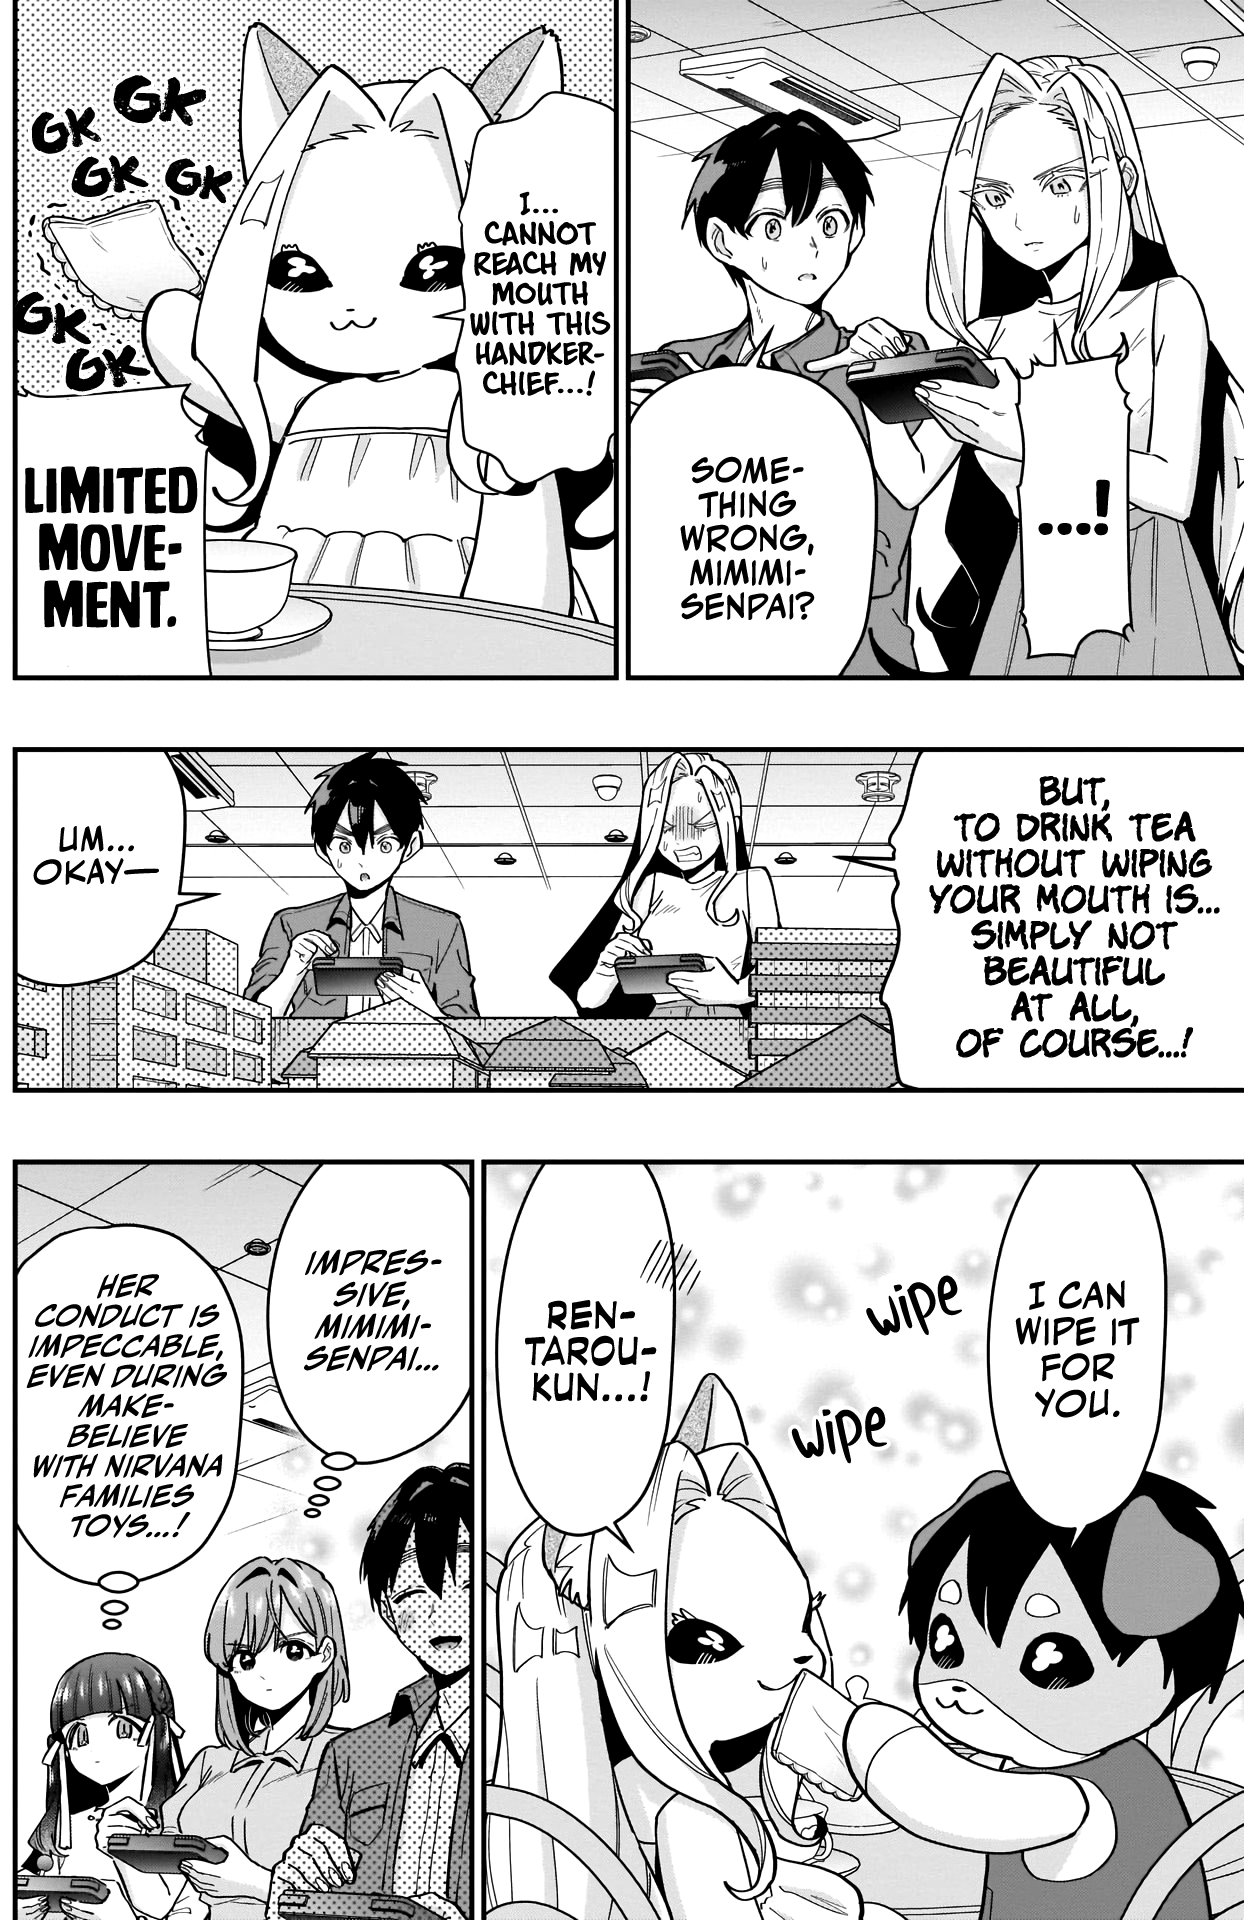 SOME-
THING
WRONG,
MIMIMI-
SENPAI?
...!
I...
CANNOT
REACH MY
MOUTH
WITH THIS
HANDKER-
CHIEF...!
GK
GK
GK
GK
GK
GK
LIMITED
MOVE-
MENT.
BUT,
TO DRINK TEA
WITHOUT WIPING
YOUR MOUTH IS...
SIMPLY NOT
BEAUTIFUL
AT ALL,
OF COURSE...!
UM...
OKAY—
I CAN
WIPE IT
FOR
YOU.
WIPE
WIPE
REN-
TAROU-
KUN...!
IMPRES-
SIVE,
MIMIMI-
SENPAI...
HER
CONDUCT IS
IMPECCABLE,
EVEN DURING
MAKE-
BELIEVE
WITH NIRVANA
FAMILIES
TOYS...!